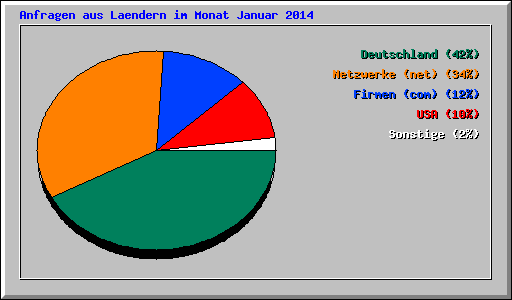 Anfragen aus Laendern im Monat Januar 2014
Deutschland (42%)
Netzwerke (net) (34%)
Firmen (com) (12%)
USA (10%)
Sonstige (2%)